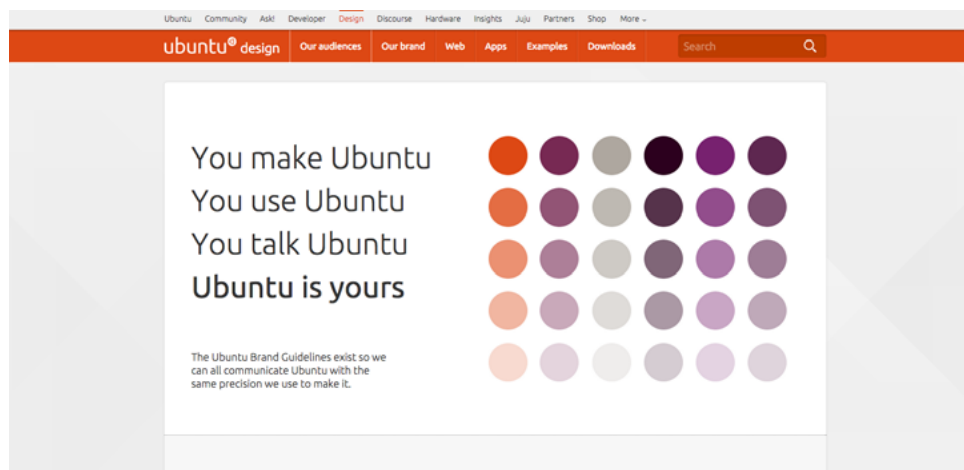 Ubuntu Community Ask! Developer Design Discourse Hardware Insights Juju Partners Shop More
ubuntu design Our audiences Our brand Web Apps Examples Downloads Search
You make Ubuntu
You use Ubuntu
You talk Ubuntu
Ubuntu is yours
The Ubuntu Brand Guidelines exist so we
can all communicate Ubuntu with the
same precision we use to make it.